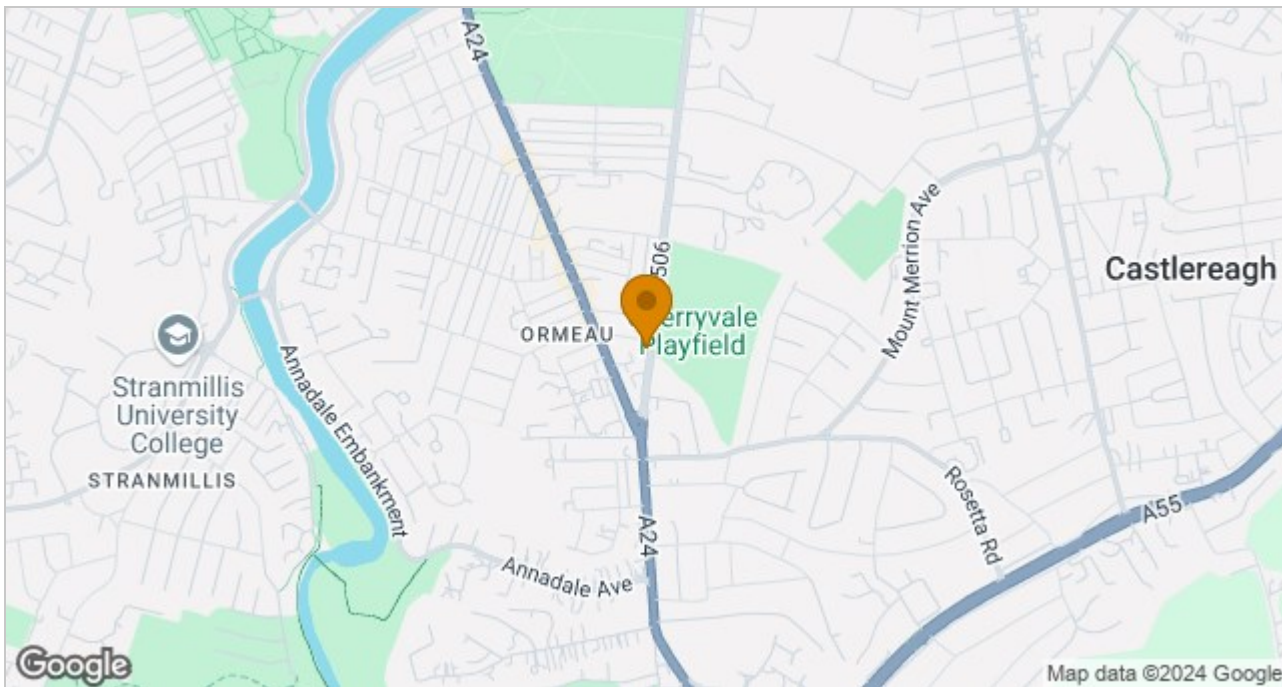 A24
Mount Merrion Ave
Castlereagh
506
erryvale
Playfield
ORMEAU
Stranmillis
University
College
STRANMILLIS
Annadale Embankment
A24
Annadale Ave
Rosetta Rd
A55
Google
Map data ©2024 Google